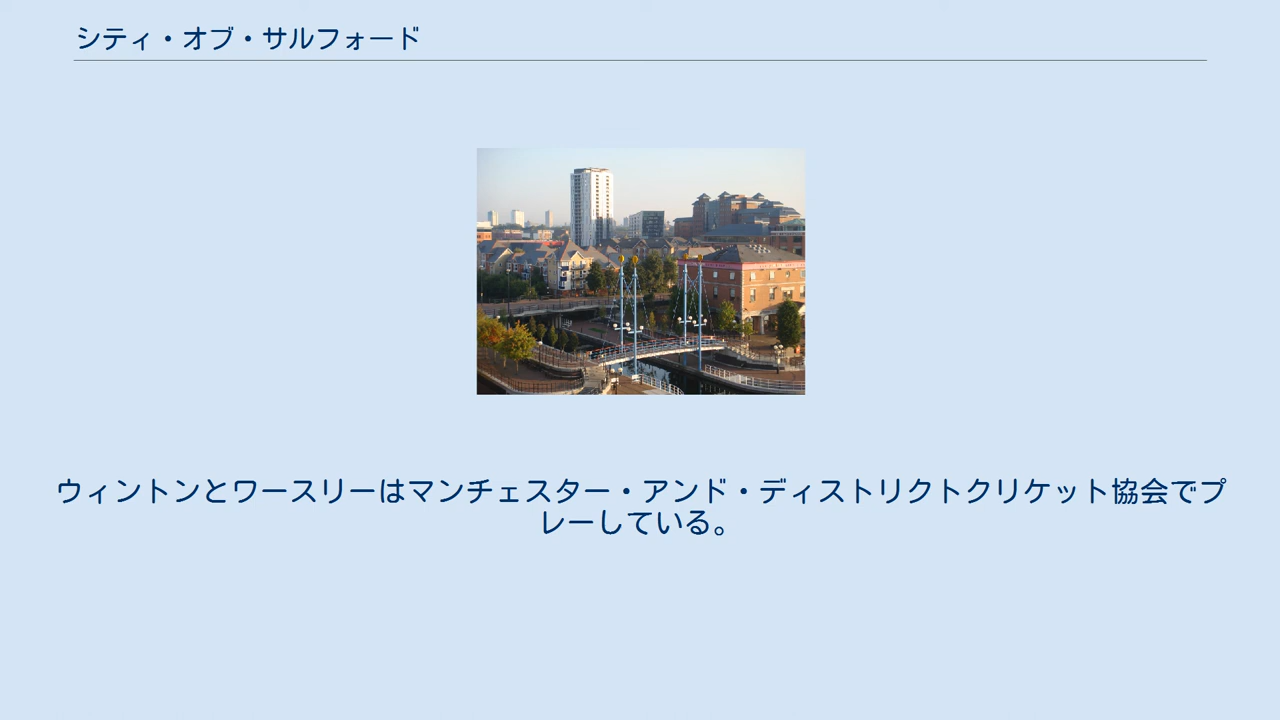 シティ・オブ・サルフォード
ウィントンとワースリーはマンチェスター・アンド・ディストリクトクリケット協会でプ
レーしている。